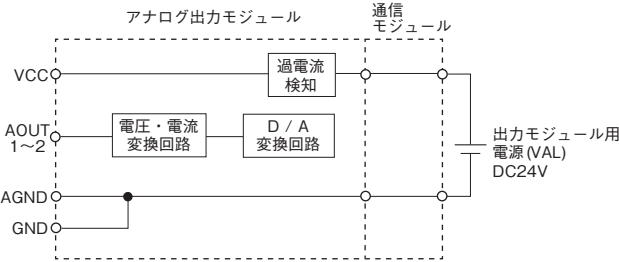 アナログ出力モジュール
通信
モジュール
VCC
過電流
検知
AOUT
1～2
電圧・電流
変換回路
D / A
変換回路
出力モジュール用
電源(VAL)
DC24V
AGND
GND